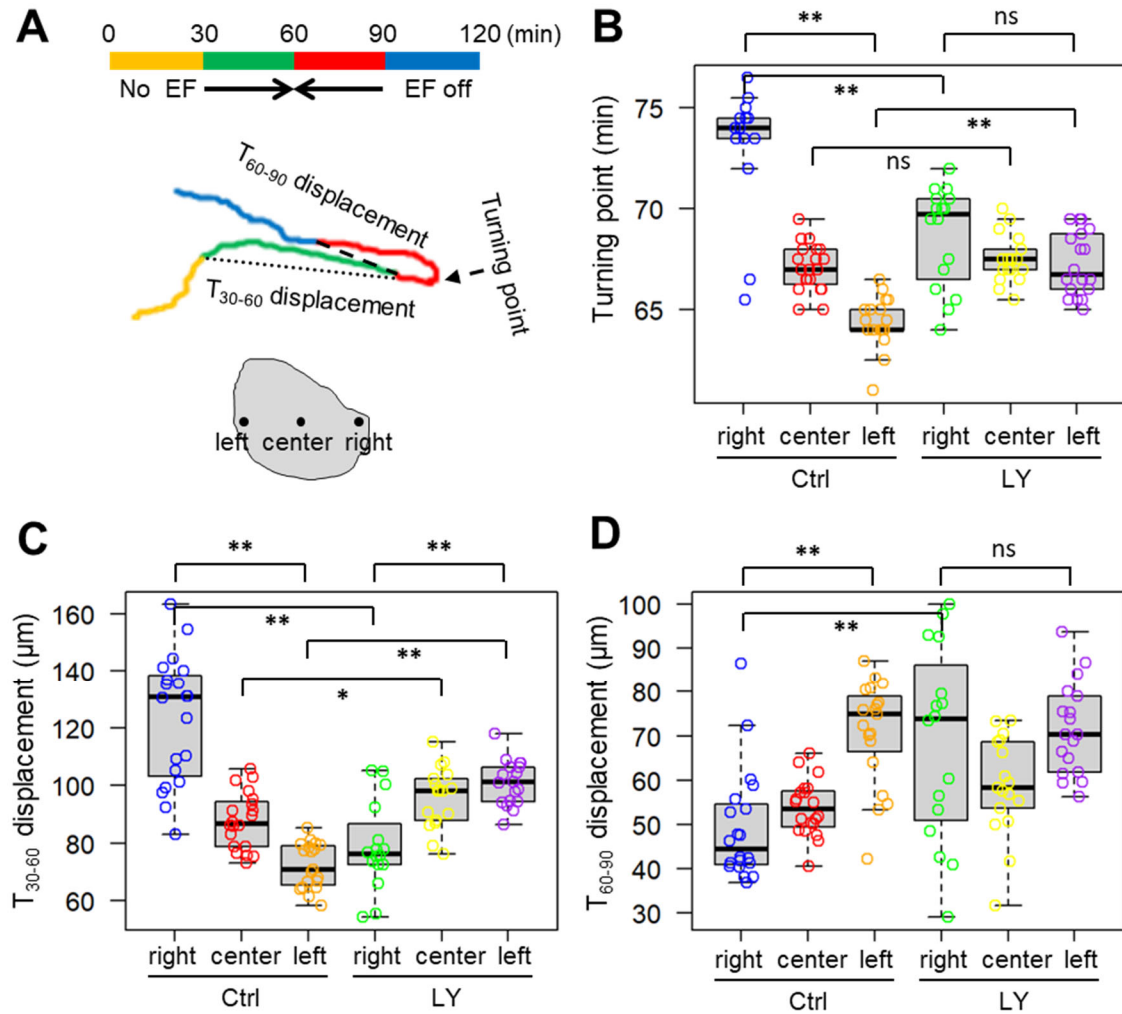 A
0 30 60 90 120 (min)
No EF EF off
T60-90 displacement
Turning point
T30-60 displacement
left center right
B
** ns
**
**
ns
Turning point (min)
75
70
65
right center left right center left
Ctrl LY
C
** **
**
**
*
T30-60 displacement (µm)
160
140
120
100
80
60
right center left right center left
Ctrl LY
D
** ns
**
T60-90 displacement (µm)
100
90
80
70
60
50
40
30
right center left right center left
Ctrl LY